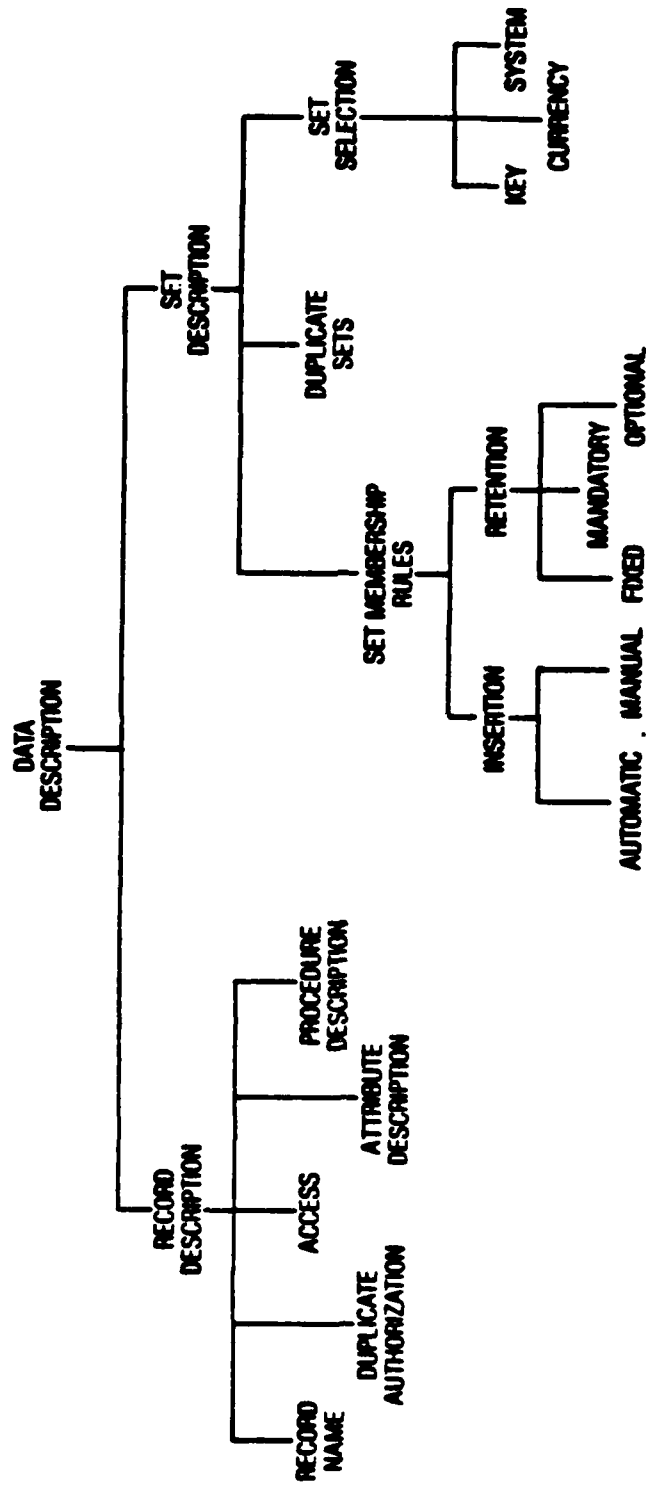 DATA
DESCRIPTION
RECORD
DESCRIPTION
SET
DESCRIPTION
RECORD
NAME
DUPLICATE
AUTHORIZATION
ACCESS
ATTRIBUTE
DESCRIPTION
PROCEDURE
DESCRIPTION
SET MEMBERSHIP
RULES
DUPLICATE
SETS
SET
SELECTION
INSERTION
RETENTION
KEY
CURRENCY
SYSTEM
AUTOMATIC
MANUAL
FIXED
MANDATORY
OPTIONAL